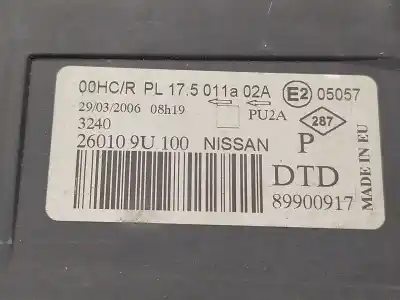 00HC/R PL 17.5 011a 02A E2 05057
29/03/2006 08h19 PU2A 287
3240
26010 9U 100 NISSAN P
DTD
89900917
MADE IN EU